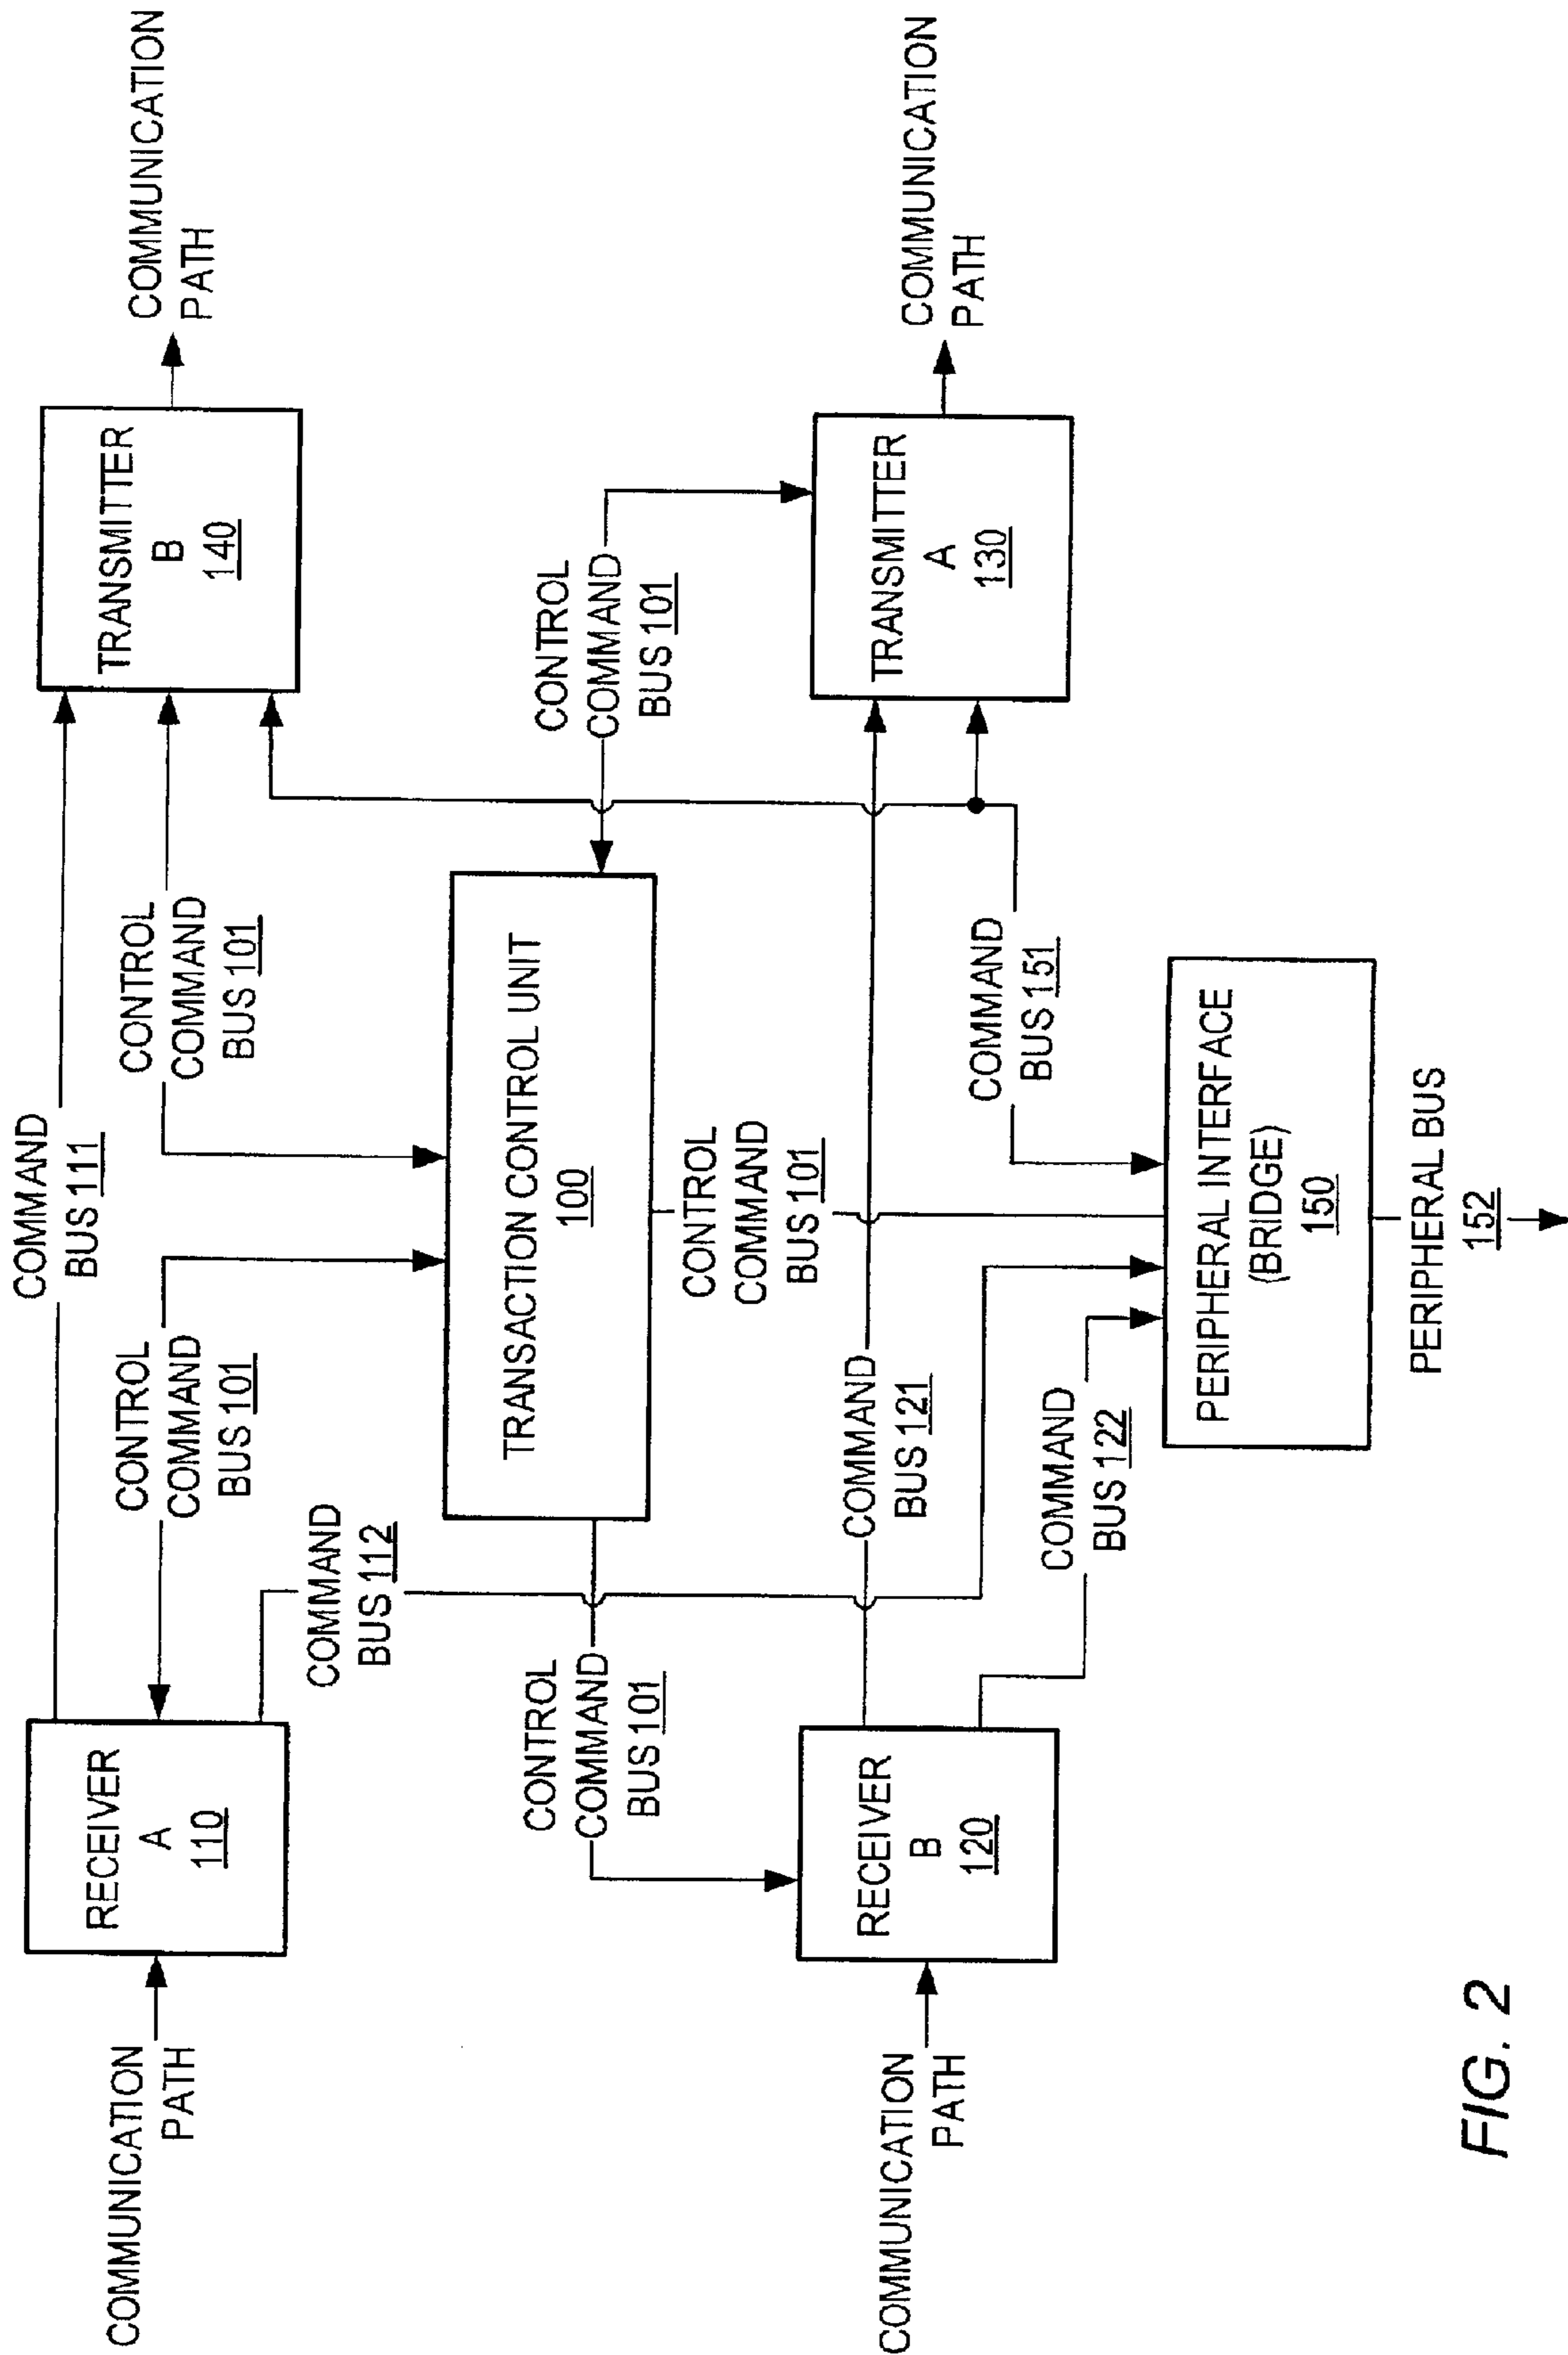 COMMUNICATION
PATH
RECEIVER
A
110
COMMAND
BUS 111
CONTROL
COMMAND
BUS 101
CONTROL
COMMAND
BUS 101
TRANSMITTER
B
140
COMMUNICATION
PATH
COMMAND
BUS 112
TRANSACTION CONTROL UNIT
100
CONTROL
COMMAND
BUS 101
CONTROL
COMMAND
BUS 101
CONTROL
COMMAND
BUS 101
COMMUNICATION
PATH
RECEIVER
B
120
COMMAND
BUS 121
TRANSMITTER
A
130
COMMUNICATION
PATH
COMMAND
BUS 122
COMMAND
BUS 151
PERIPHERAL INTERFACE
(BRIDGE)
150
PERIPHERAL BUS
152
FIG. 2